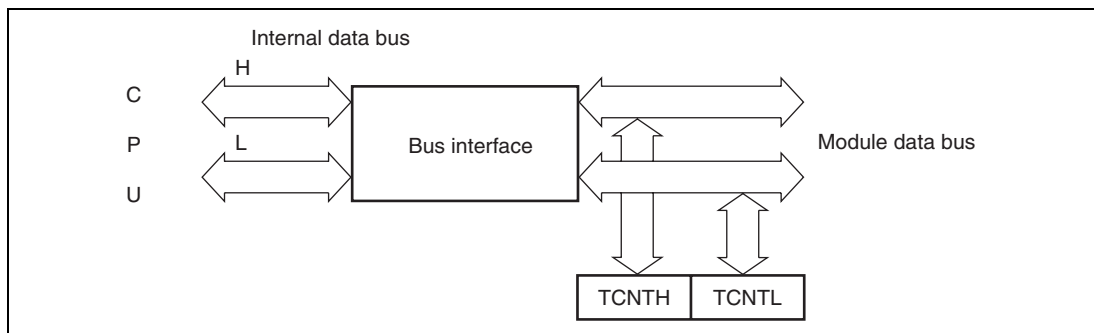 Internal data bus
H
C
P
U
L
Bus interface
Module data bus
TCNTH
TCNTL